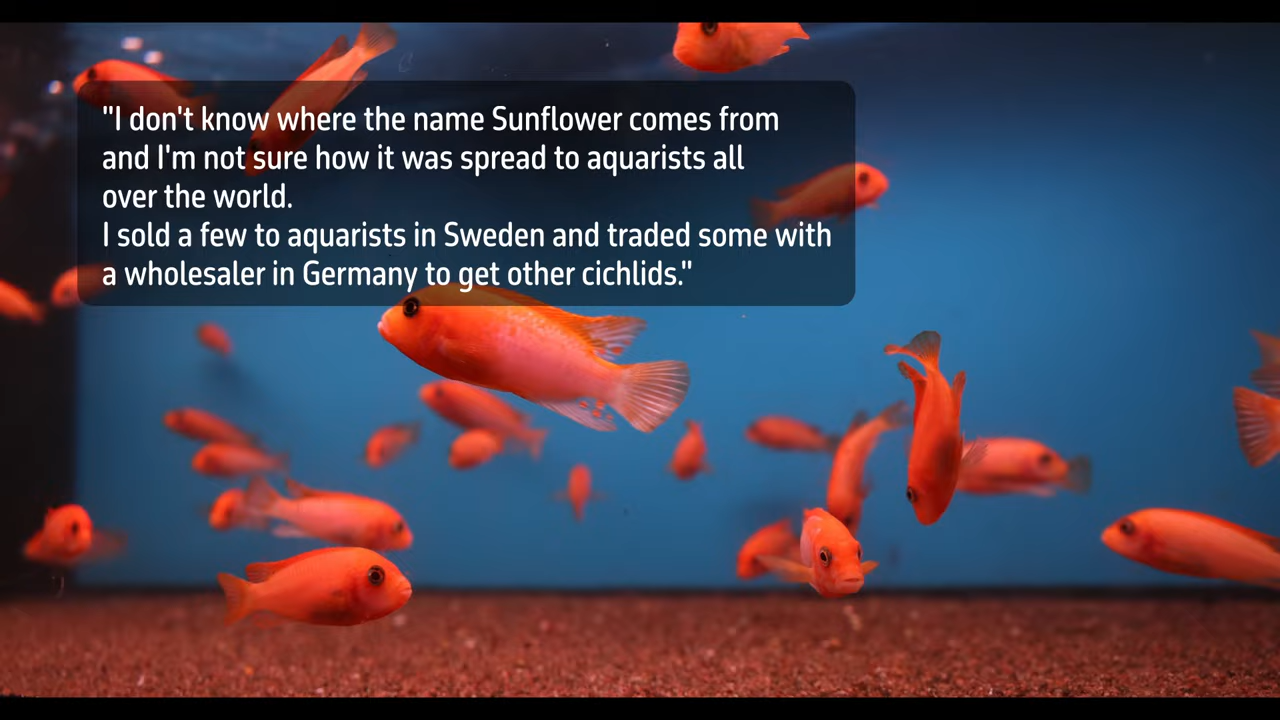 "I don't know where the name Sunflower comes from
and I'm not sure how it was spread to aquarists all
over the world.
I sold a few to aquarists in Sweden and traded some with
a wholesaler in Germany to get other cichlids."